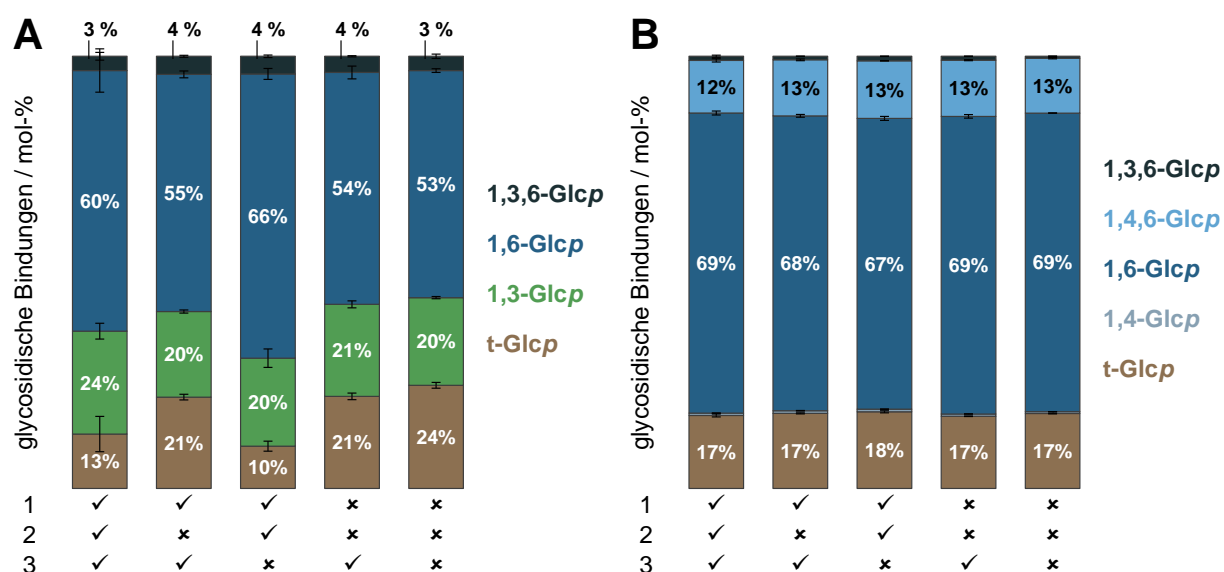 A
3 % 4 % 4 % 4 % 3 %
glycosidische Bindungen / mol-%
60% 55% 66% 54% 53%
24% 20% 20% 21% 20%
13% 21% 10% 21% 24%
1,3,6-Glcp
1,6-Glcp
1,3-Glcp
t-Glcp
1 ✓ ✓ ✓ × ×
2 ✓ × ✓ × ×
3 ✓ ✓ × ✓ ×
B
glycosidische Bindungen / mol-%
12% 13% 13% 13% 13%
69% 68% 67% 69% 69%
17% 17% 18% 17% 17%
1,3,6-Glcp
1,4,6-Glcp
1,6-Glcp
1,4-Glcp
t-Glcp
1 ✓ ✓ ✓ × ×
2 ✓ × ✓ × ×
3 ✓ ✓ × ✓ ×